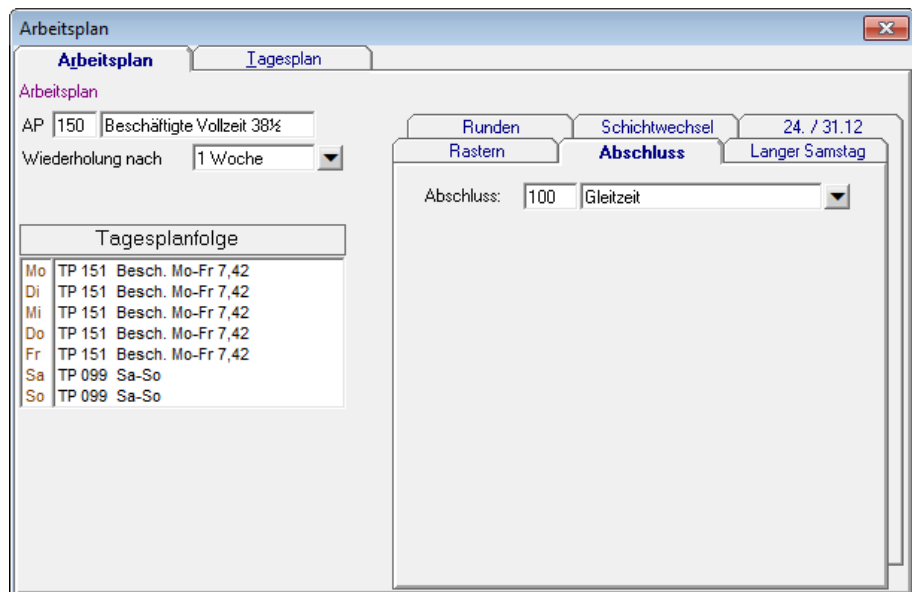 Arbeitsplan
Arbeitsplan Tagesplan
Arbeitsplan
AP 150 Beschäftigte Vollzeit 38½
Wiederholung nach 1 Woche
Tagesplanfolge
Mo TP 151 Besch. Mo-Fr 7,42
Di TP 151 Besch. Mo-Fr 7,42
Mi TP 151 Besch. Mo-Fr 7,42
Do TP 151 Besch. Mo-Fr 7,42
Fr TP 151 Besch. Mo-Fr 7,42
Sa TP 099 Sa-So
So TP 099 Sa-So
Runden Schichtwechsel 24. / 31.12
Rastern Abschluss Langer Samstag
Abschluss: 100 Gleitzeit